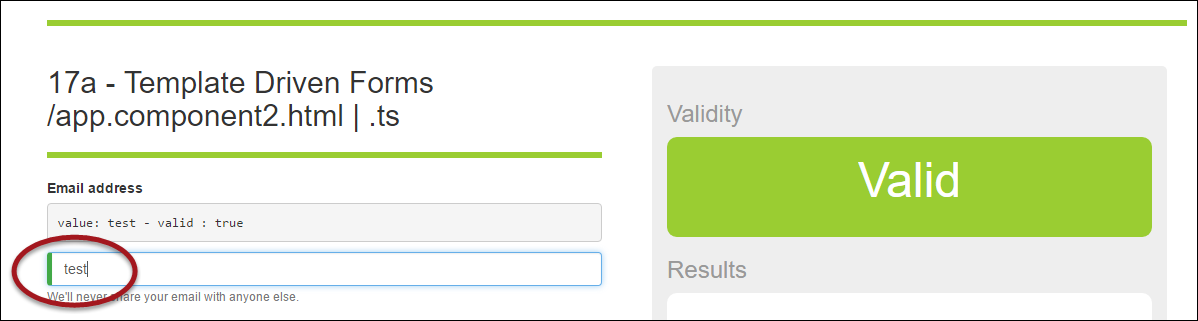 17a - Template Driven Forms
/app.component2.html | .ts
Email address
value: test - valid : true
test
We'll never share your email with anyone else.
Validity
Valid
Results